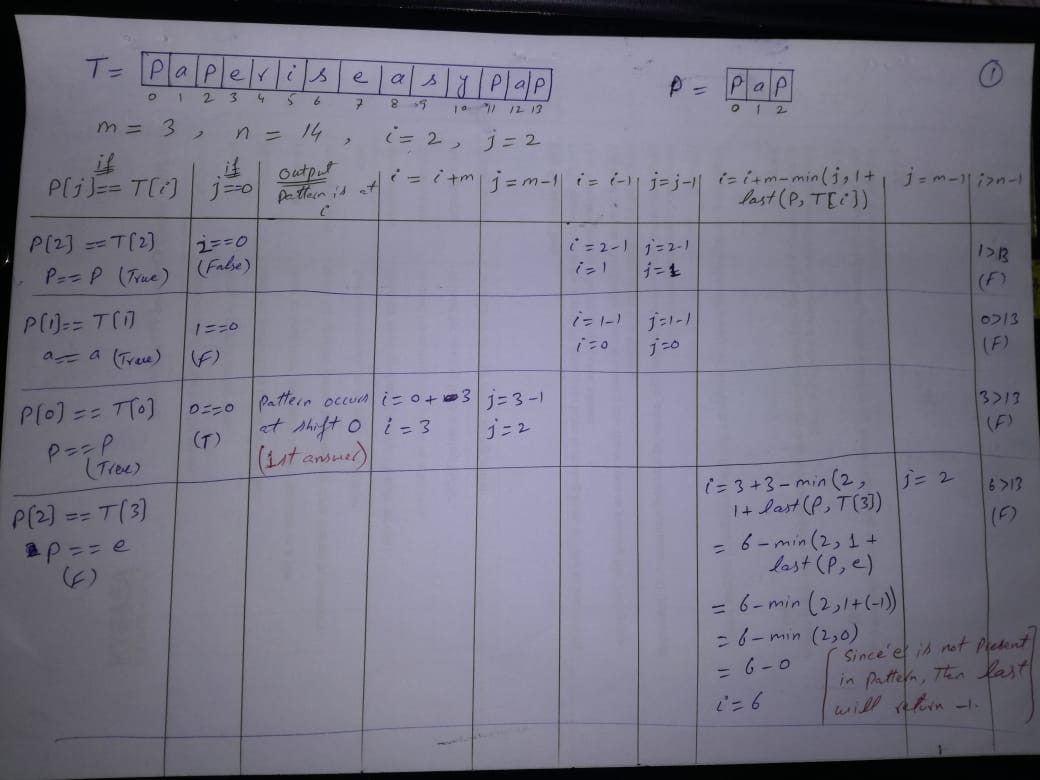 T= P a P e r i s e a s y P a P
0 1 2 3 4 5 6 7 8 9 10 11 12 13
P = P a P
0 1 2
1
m = 3 , n = 14 , i = 2 , j = 2
if P[j]== T[i] | if j==0 | output Pattern is at i | i = i+m | j = m-1 | i = i-1 | j=j-1 | i=i+m-min(j,1+ last(P,T[i]) | j=m-1 | i>n-1
P[2] == T[2] | 2==0 | i=2-1 | j=2-1 | 1>13
P== P (True) | (False) | i=1 | j=1 | (F)
P[1]== T[1] | 1==0 | i=1-1 | j=1-1 | 0>13
a== a (True) | (F) | i=0 | j=0 | (F)
P[0] == T[0] | 0==0 | Pattern occurs | i=0+3 | j=3-1 | 3>13
P==P | (T) | at shift 0 | i=3 | j=2 | (F)
(True) | (1st answer)
P[2] == T[3] | i=3+3-min(2, | j=2 | 6>13
P== e | 1+last(P,T[3]) | (F)
(F) | = 6-min(2,1+
last(P,e)
= 6-min(2,1+(-1))
= 6-min(2,0)
= 6-0
i=6
Since 'e' is not Present
in Pattern, Then last
will return -1.